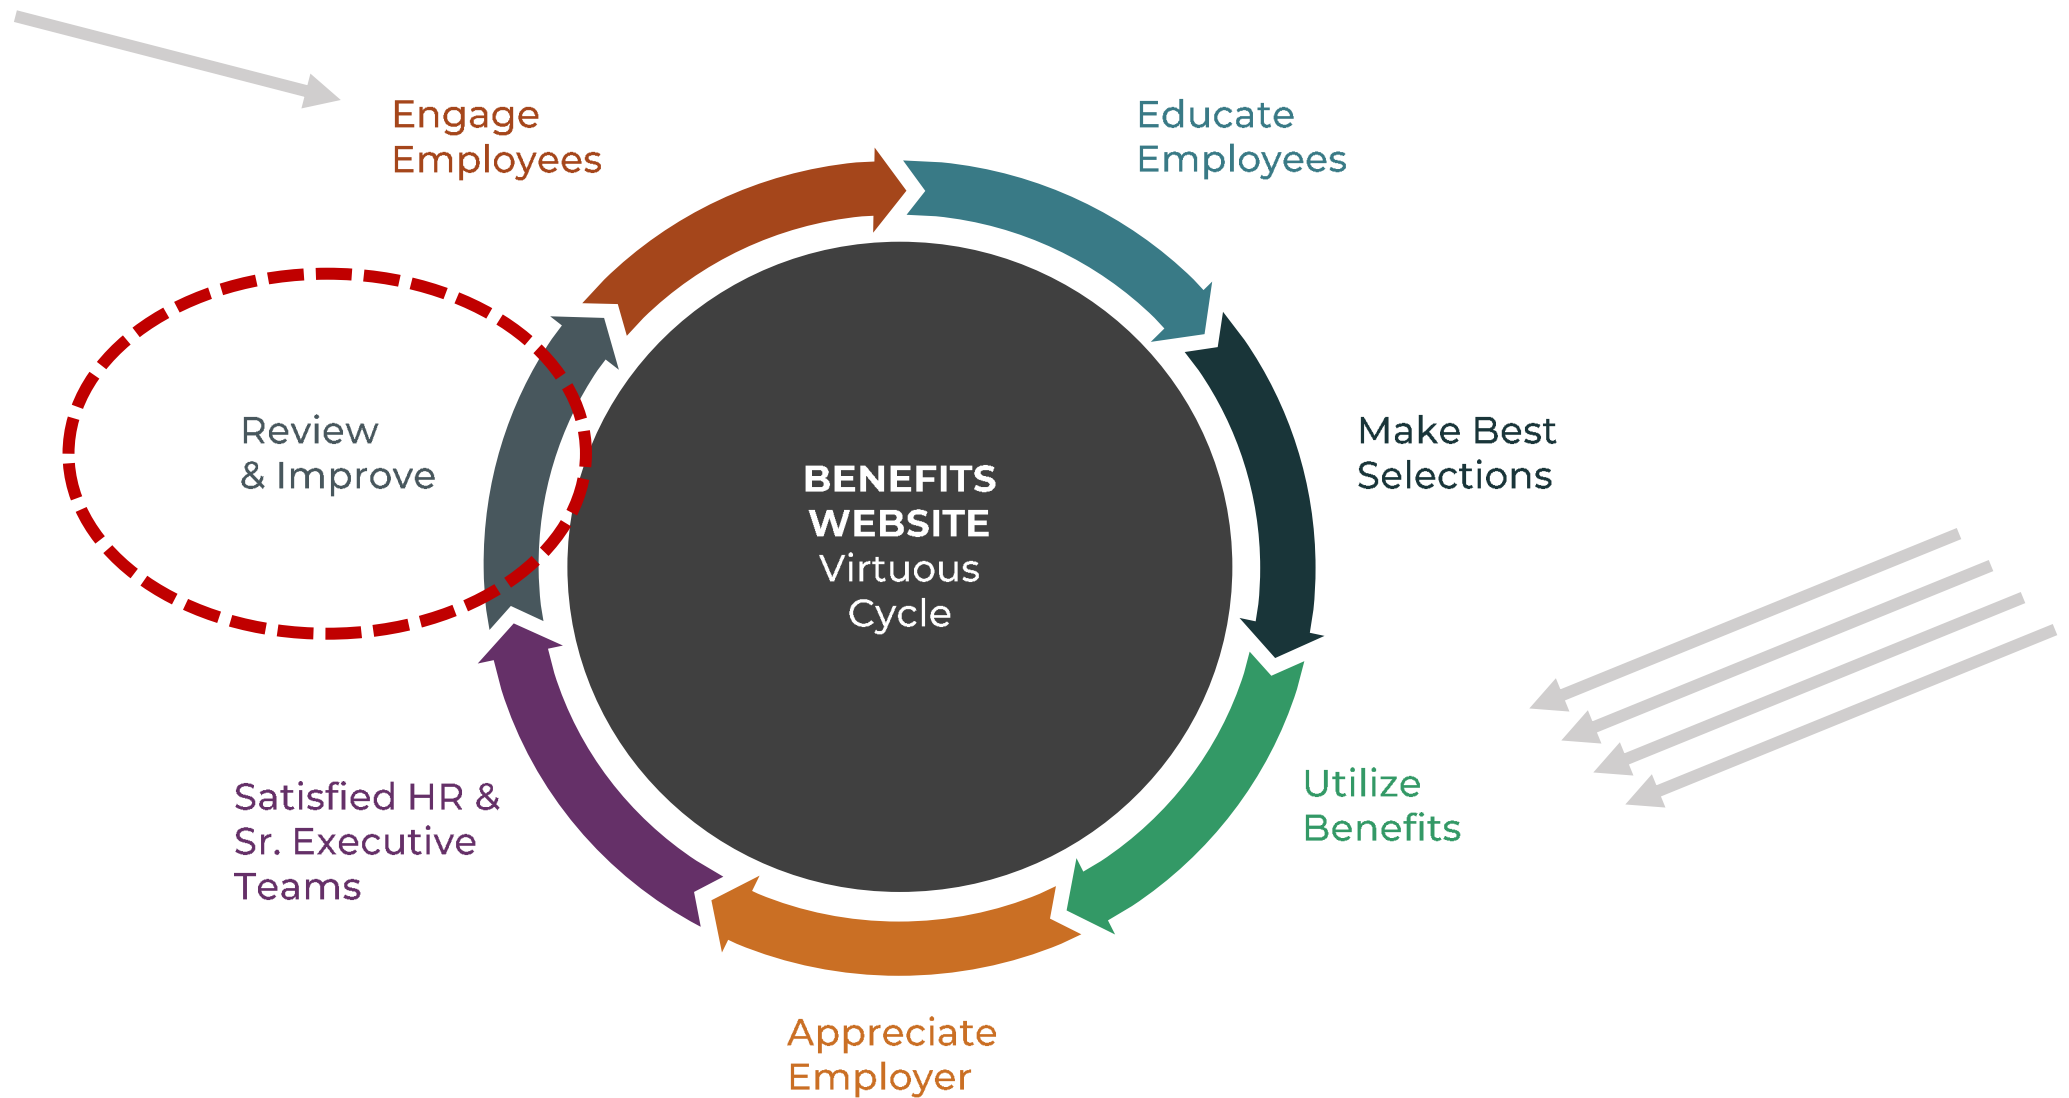 Engage
Employees
Educate
Employees
Review
& Improve
Make Best
Selections
BENEFITS
WEBSITE
Virtuous
Cycle
Utilize
Benefits
Satisfied HR &
Sr. Executive
Teams
Appreciate
Employer